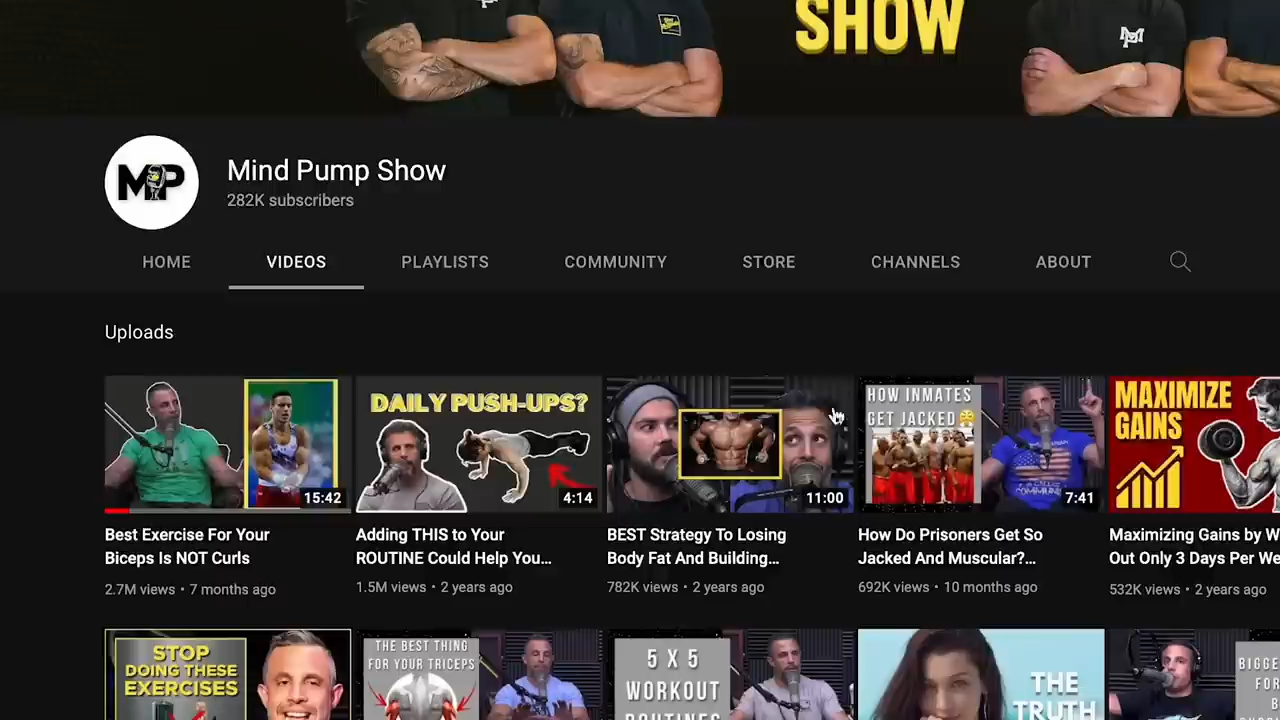 SHOW
MP
Mind Pump Show
282K subscribers
HOME
VIDEOS
PLAYLISTS
COMMUNITY
STORE
CHANNELS
ABOUT
Uploads
15:42
DAILY PUSH-UPS?
4:14
11:00
HOW INMATES
GET JACKED
7:41
MAXIMIZE
GAINS
Best Exercise For Your
Biceps Is NOT Curls
2.7M views • 7 months ago
Adding THIS to Your
ROUTINE Could Help You...
1.5M views • 2 years ago
BEST Strategy To Losing
Body Fat And Building...
782K views • 2 years ago
How Do Prisoners Get So
Jacked And Muscular?...
692K views • 10 months ago
Maximizing Gains by W
Out Only 3 Days Per We
532K views • 2 years ago
STOP
DOING THESE
EXERCISES
THE BEST THING
FOR YOUR TRICEPS
5 X 5
WORKOUT
ROUTINES
THE
TRUTH
BIGGE
FOR